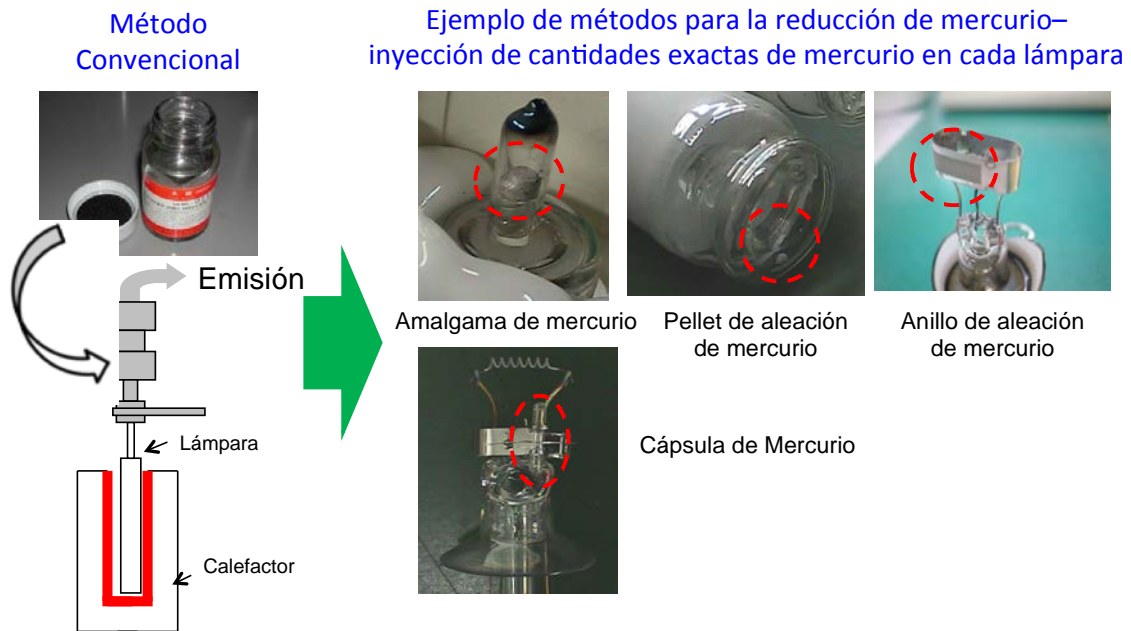 Método
Convencional
Ejemplo de métodos para la reducción de mercurio–
inyección de cantidades exactas de mercurio en cada lámpara
Emisión
Lámpara
Calefactor
Amalgama de mercurio
Pellet de aleación
de mercurio
Anillo de aleación
de mercurio
Cápsula de Mercurio